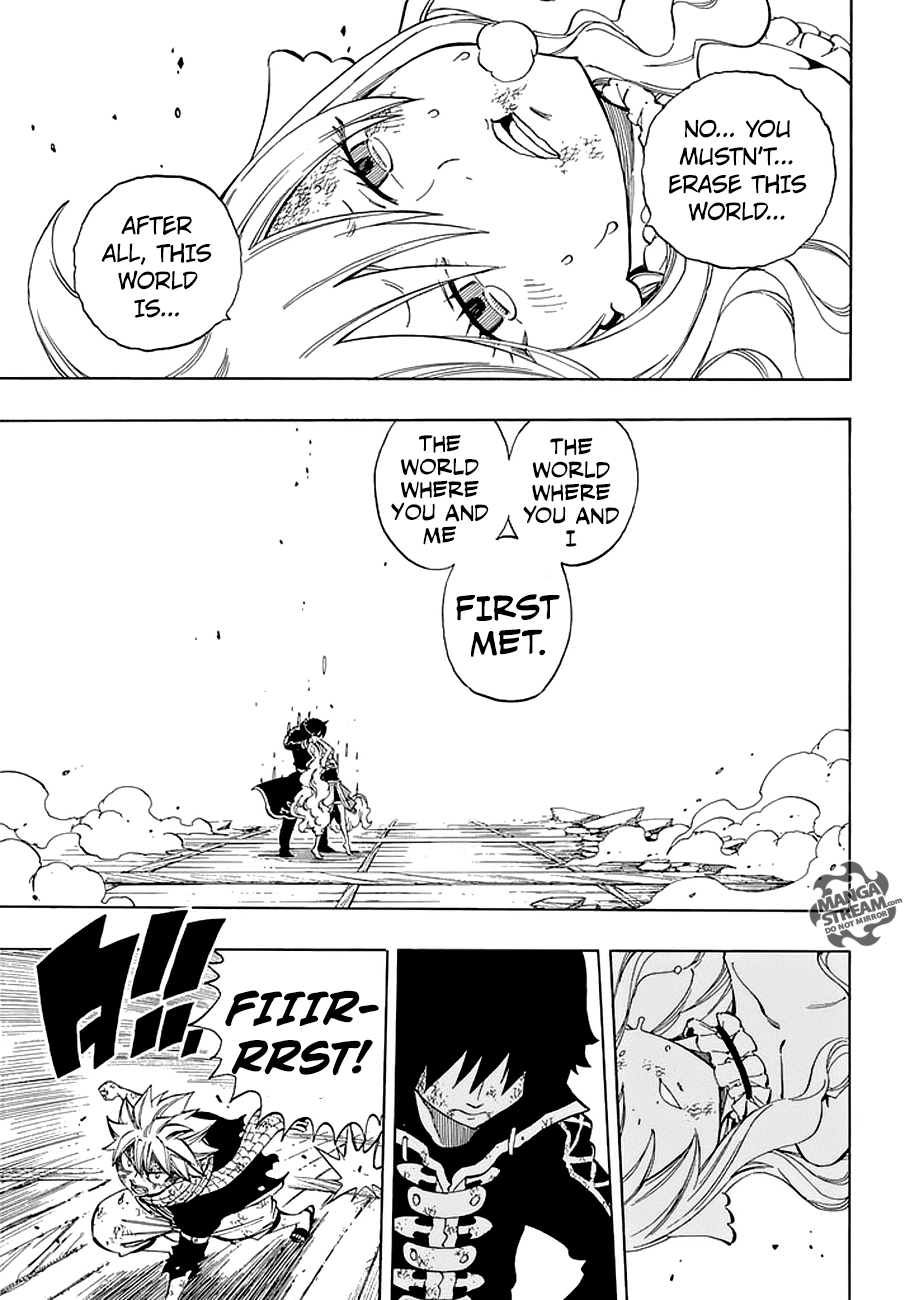 NO... YOU
MUSTN'T...
ERASE THIS
WORLD...
AFTER
ALL, THIS
WORLD
IS...
THE
WORLD
WHERE
YOU AND
I
THE
WORLD
WHERE
YOU AND
ME
FIRST
MET.
MANGA
STREAM.com
DO NOT MIRROR
FIIIR-
RRST!
ダ!!